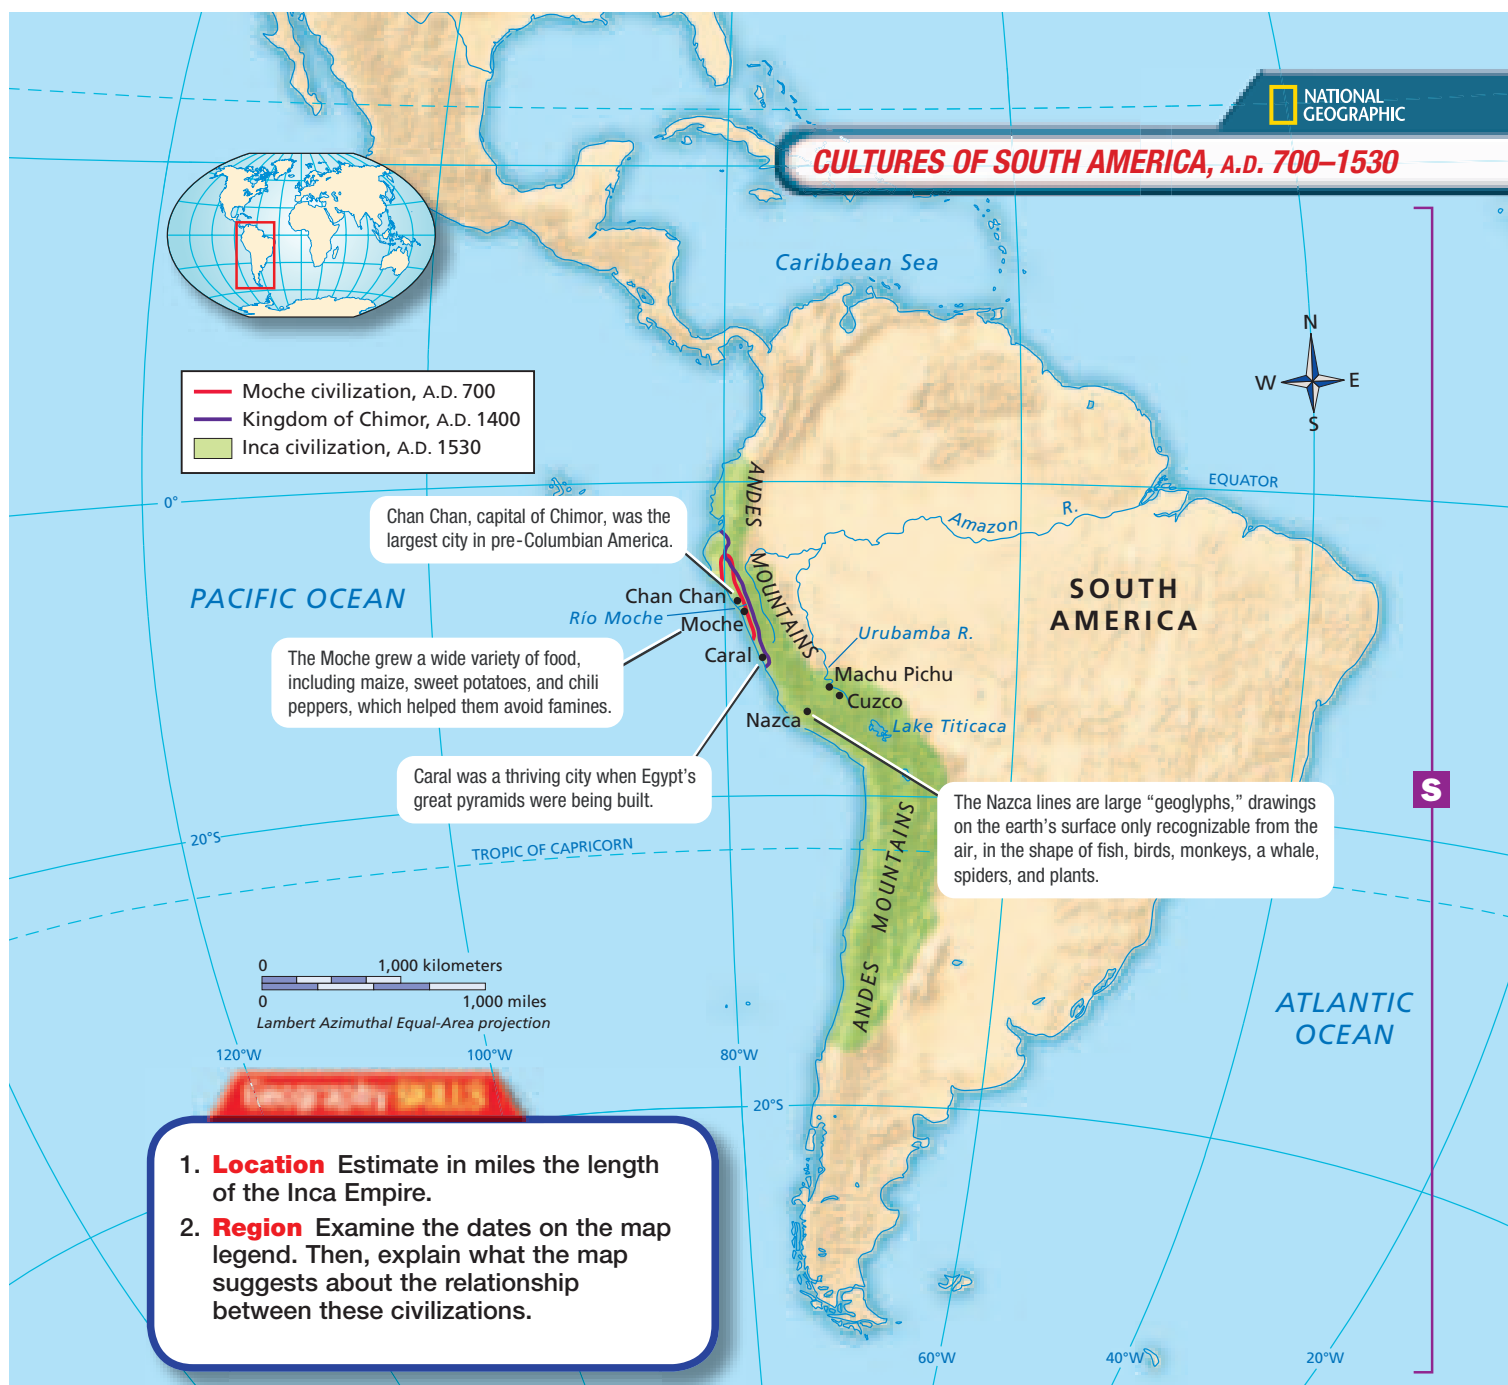 NATIONAL
GEOGRAPHIC
CULTURES OF SOUTH AMERICA, A.D. 700–1530
Caribbean Sea
N
W
E
S
Moche civilization, A.D. 700
Kingdom of Chimor, A.D. 1400
Inca civilization, A.D. 1530
ANDES MOUNTAINS
EQUATOR
0°
Chan Chan, capital of Chimor, was the
largest city in pre-Columbian America.
Amazon R.
PACIFIC OCEAN
SOUTH
AMERICA
Chan Chan
Río Moche
Moche
Urubamba R.
Caral
The Moche grew a wide variety of food,
including maize, sweet potatoes, and chili
peppers, which helped them avoid famines.
Machu Pichu
Cuzco
Nazca
Lake Titicaca
Caral was a thriving city when Egypt's
great pyramids were being built.
S
The Nazca lines are large “geoglyphs,” drawings
on the earth's surface only recognizable from the
air, in the shape of fish, birds, monkeys, a whale,
spiders, and plants.
20°S
TROPIC OF CAPRICORN
ANDES MOUNTAINS
0 1,000 kilometers
0 1,000 miles
Lambert Azimuthal Equal-Area projection
ATLANTIC
OCEAN
120°W
100°W
80°W
20°S
Geography SKILLS
1. Location Estimate in miles the length
of the Inca Empire.
2. Region Examine the dates on the map
legend. Then, explain what the map
suggests about the relationship
between these civilizations.
60°W
40°W
20°W